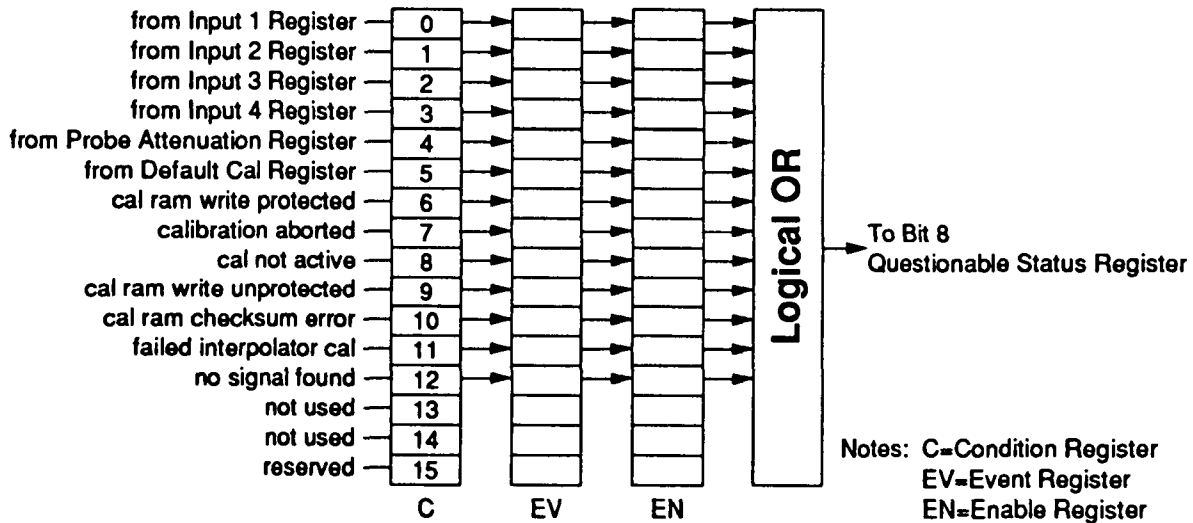 from Input 1 Register 0
from Input 2 Register 1
from Input 3 Register 2
from Input 4 Register 3
from Probe Attenuation Register 4
from Default Cal Register 5
cal ram write protected 6
calibration aborted 7
cal not active 8
cal ram write unprotected 9
cal ram checksum error 10
failed interpolator cal 11
no signal found 12
not used 13
not used 14
reserved 15
C EV EN
Logical OR
To Bit 8
Questionable Status Register
Notes: C=Condition Register
EV=Event Register
EN=Enable Register